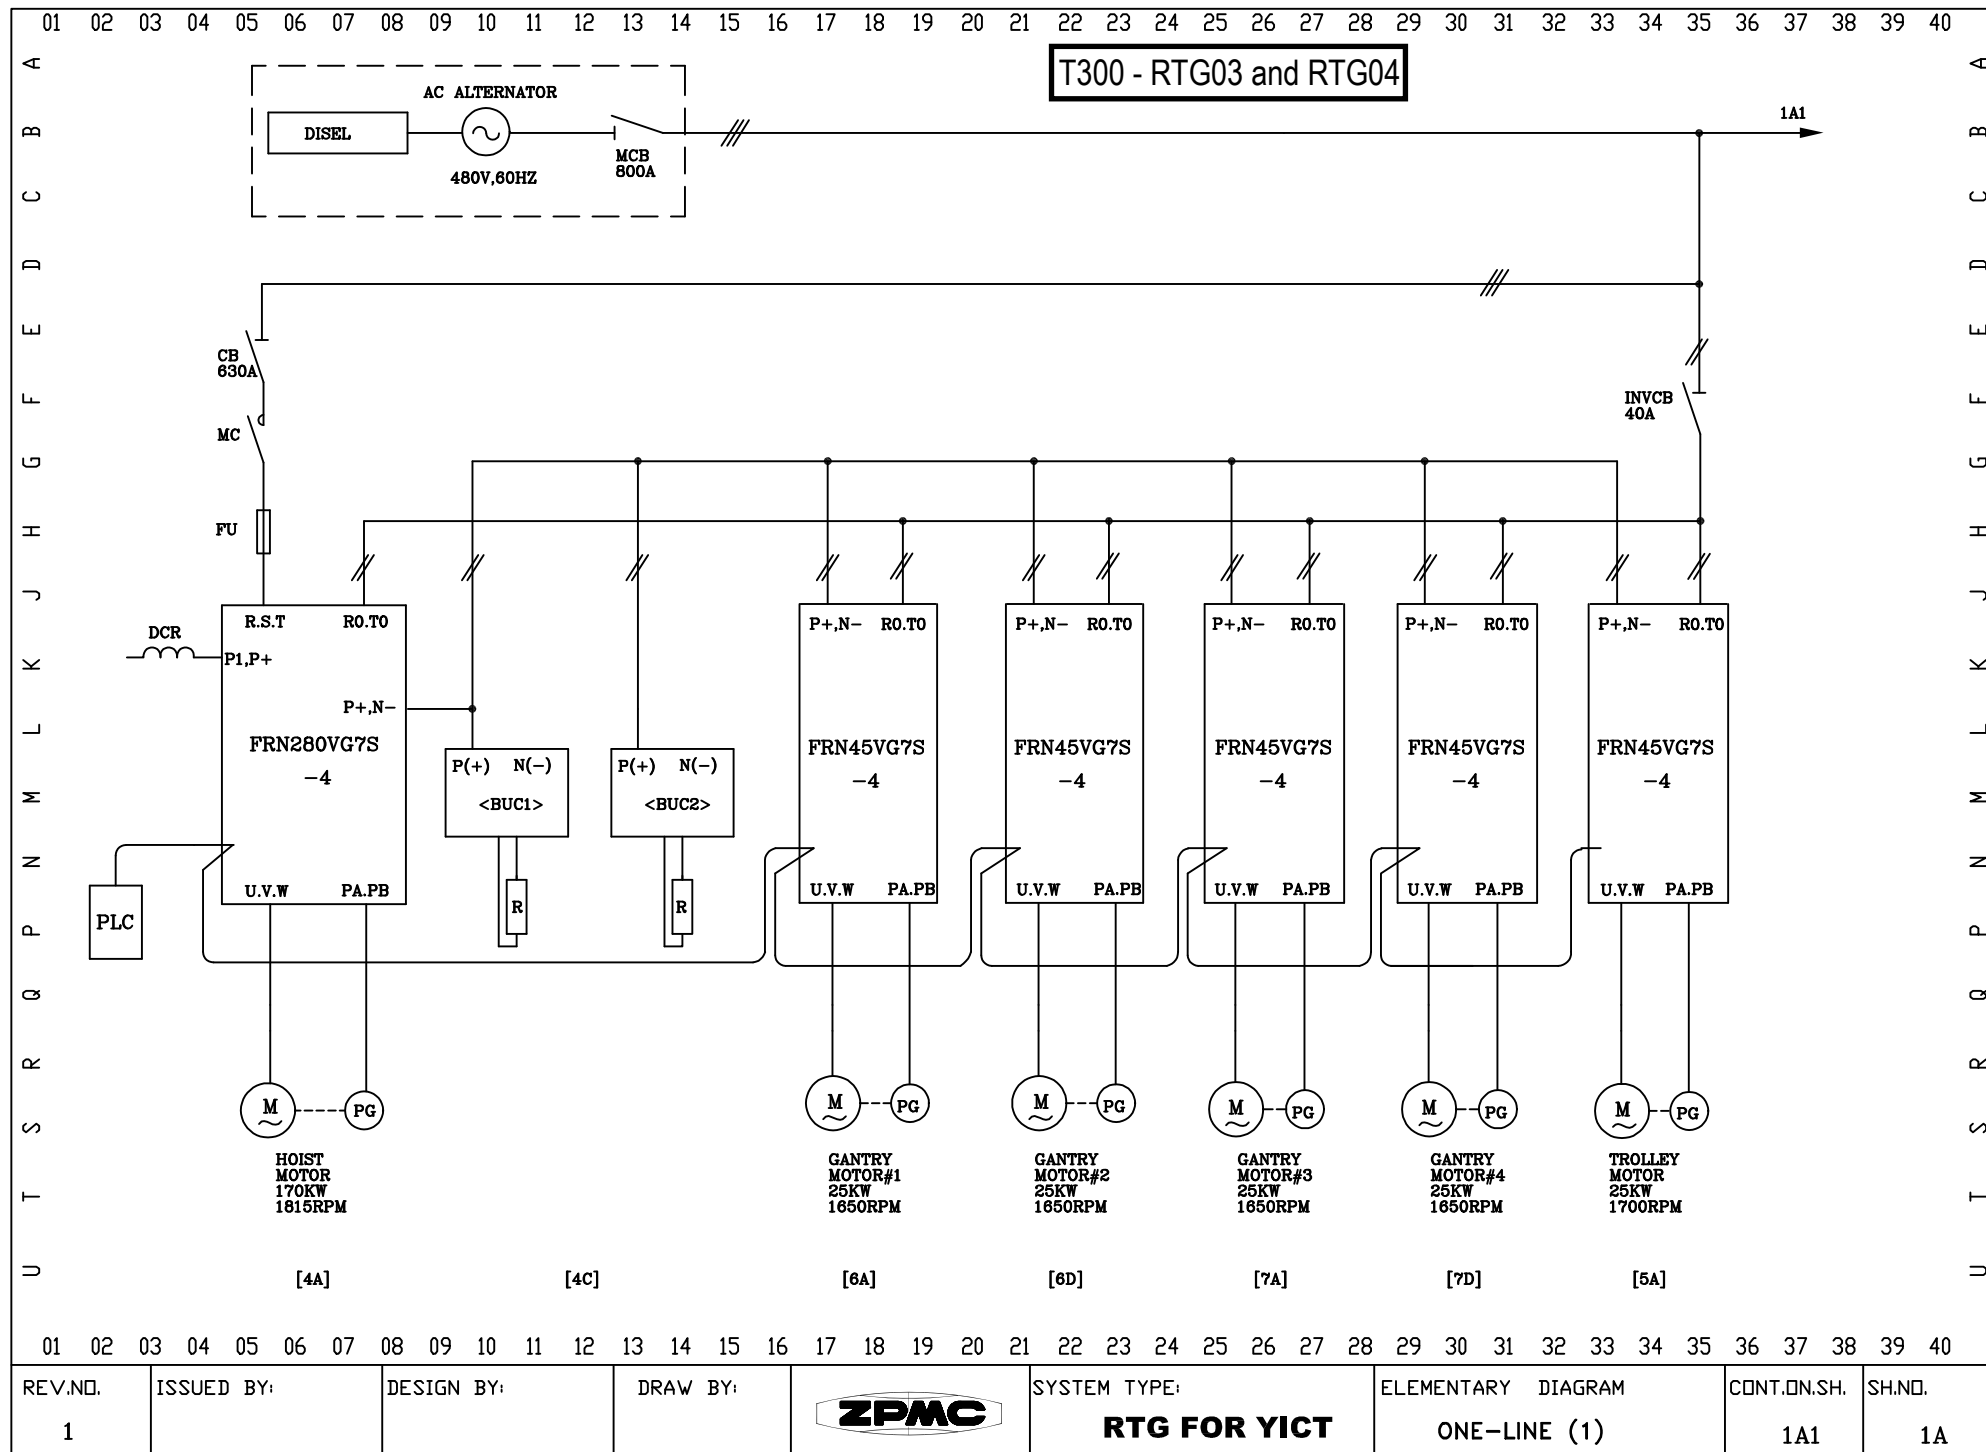 01 02 03 04 05 06 07 08 09 10 11 12 13 14 15 16 17 18 19 20 21 22 23 24 25 26 27 28 29 30 31 32 33 34 35 36 37 38 39 40
A A
T300 - RTG03 and RTG04
AC ALTERNATOR
1A1
B DISEL B
MCB
800A
480V,60HZ
C C
D D
E E
CB
630A
INVCB
40A
F F
MC
G G
FU
H H
J J
R.S.T R0.T0
P+,N- R0.T0 P+,N- R0.T0 P+,N- R0.T0 P+,N- R0.T0 P+,N- R0.T0
DCR
P1,P+
K K
P+,N-
L L
FRN280VG7S
-4
FRN45VG7S
-4
FRN45VG7S
-4
FRN45VG7S
-4
FRN45VG7S
-4
FRN45VG7S
-4
P(+) N(-)
<BUC1>
P(+) N(-)
<BUC2>
M M
N N
U.V.W PA.PB U.V.W PA.PB U.V.W PA.PB U.V.W PA.PB U.V.W PA.PB U.V.W PA.PB
R R
PLC
P P
Q Q
R R
M PG M PG M PG M PG M PG M PG
S S
HOIST
MOTOR
170KW
1815RPM
GANTRY
MOTOR#1
25KW
1650RPM
GANTRY
MOTOR#2
25KW
1650RPM
GANTRY
MOTOR#3
25KW
1650RPM
GANTRY
MOTOR#4
25KW
1650RPM
TROLLEY
MOTOR
25KW
1700RPM
T T
U U
[4A] [4C] [6A] [6D] [7A] [7D] [5A]
01 02 03 04 05 06 07 08 09 10 11 12 13 14 15 16 17 18 19 20 21 22 23 24 25 26 27 28 29 30 31 32 33 34 35 36 37 38 39 40
REV.NO.
1
ISSUED BY:
DESIGN BY:
DRAW BY:
ZPMC
SYSTEM TYPE:
RTG FOR YICT
ELEMENTARY DIAGRAM
ONE-LINE (1)
CONT.ON.SH.
1A1
SH.NO.
1A